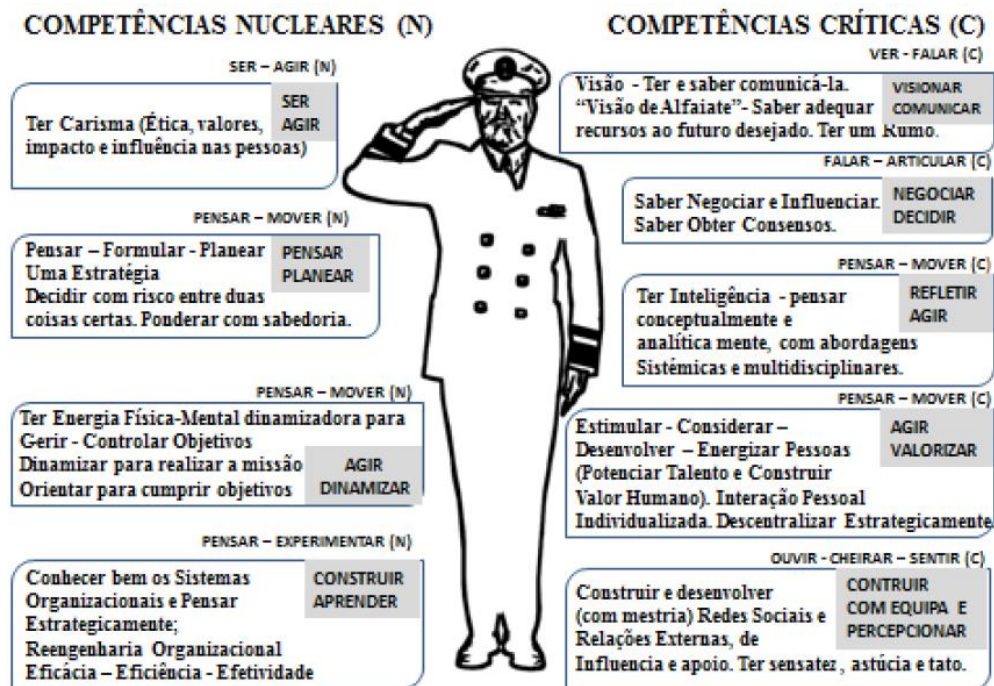 COMPETÊNCIAS NUCLEARES (N)
SER – AGIR (N)
SER
AGIR
Ter Carisma (Ética, valores,
impacto e influência nas pessoas)
PENSAR – MOVER (N)
Pensar – Formular - Planear
Uma Estratégia
Decidir com risco entre duas
coisas certas. Ponderar com sabedoria.
PENSAR
PLANEAR
PENSAR – MOVER (N)
Ter Energia Física-Mental dinamizadora para
Gerir - Controlar Objetivos
Dinamizar para realizar a missão
Orientar para cumprir objetivos
AGIR
DINAMIZAR
PENSAR – EXPERIMENTAR (N)
Conhecer bem os Sistemas
Organizacionais e Pensar
Estrategicamente;
Reengenharia Organizacional
Eficácia – Eficiência - Efetividade
CONSTRUIR
APRENDER
COMPETÊNCIAS CRÍTICAS (C)
VER - FALAR (C)
Visão - Ter e saber comunicá-la.
“Visão de Alfaiate”- Saber adequar
recursos ao futuro desejado. Ter um Rumo.
VISIONAR
COMUNICAR
FALAR – ARTICULAR (C)
Saber Negociar e Influenciar.
Saber Obter Consensos.
NEGOCIAR
DECIDIR
PENSAR – MOVER (C)
Ter Inteligência - pensar
conceptualmente e
analítica mente, com abordagens
Sistémicas e multidisciplinares.
REFLETIR
AGIR
PENSAR – MOVER (C)
Estimular - Considerar –
Desenvolver – Energizar Pessoas
(Potenciar Talento e Construir
Valor Humano). Interação Pessoal
Individualizada. Descentralizar Estrategicamente
AGIR
VALORIZAR
OUVIR - CHEIRAR – SENTIR (C)
Construir e desenvolver
(com mestria) Redes Sociais e
Relações Externas, de
Influencia e apoio. Ter sensatez, astúcia e tato.
CONTRUIR
COM EQUIPA E
PERCEPCIONAR